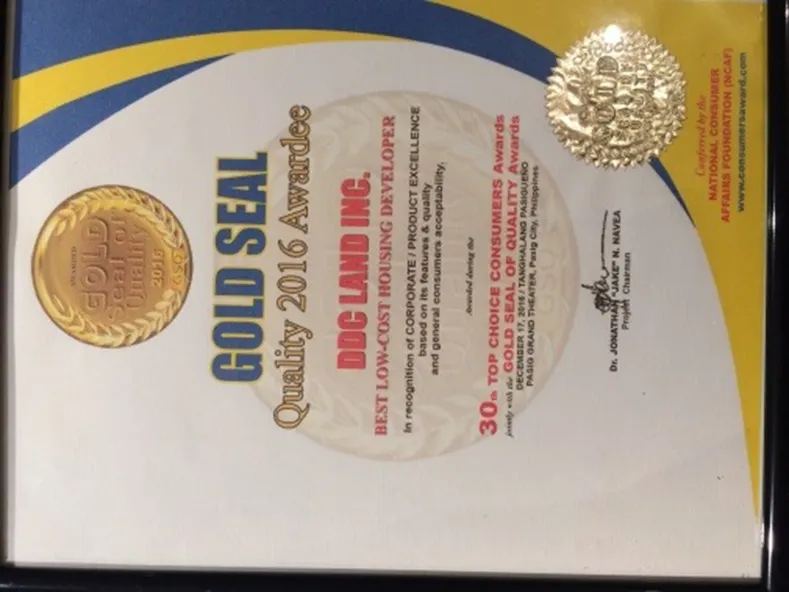 AWARDED
GOLD
Seal of
Quality
2016
GSQ
GOLD SEAL
Quality 2016 Awardee
DDC LAND INC.
BEST LOW-COST HOUSING DEVELOPER
In recognition of CORPORATE / PRODUCT EXCELLENCE
based on its features & quality
and general consumers acceptability,
Awarded during the
30th TOP CHOICE CONSUMERS Awards
jointly with the GOLD SEAL OF QUALITY Awards
DECEMBER 17, 2016 / TANGHALANG PASIGUEÑO
PASIG GRAND THEATER, Pasig City, Philippines
Dr. JONATHAN "JAKE" N. NAVEA
Project Chairman
Conferred by the
NATIONAL CONSUMER
AFFAIRS FOUNDATION (NCAF)
www.consumersaward.com